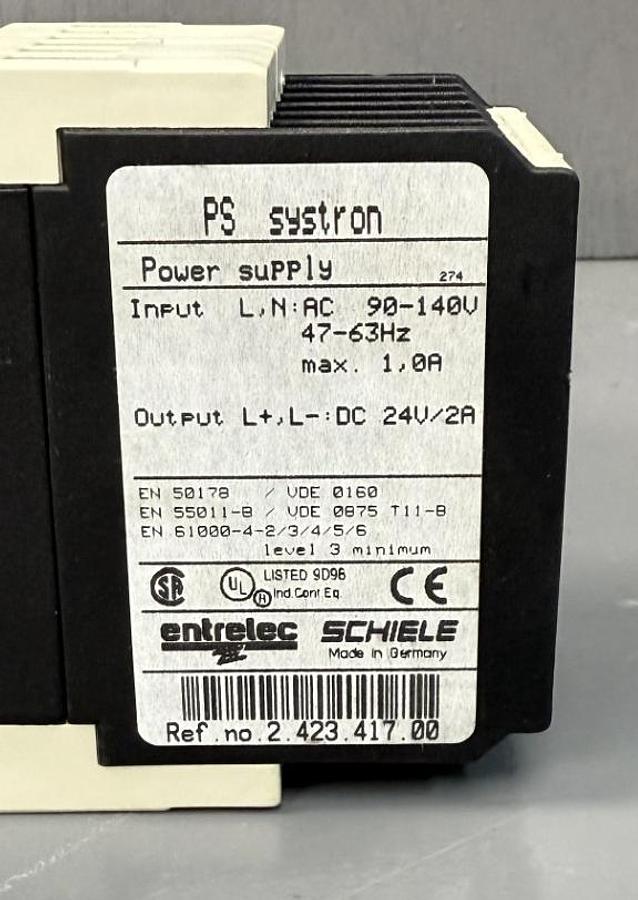 PS systron
Power supply 274
Input L,N:AC 90-140V
47-63Hz
max. 1,0A
Output L+,L-:DC 24V/2A
EN 50178 / VDE 0160
EN 55011-B / VDE 0875 T11-B
EN 61000-4-2/3/4/5/6
level 3 minimum
SA UL ® LISTED 9D96 CE
Ind.Cont.Eq.
entrelec SCHIELE
Made in Germany
Ref.no.2.423.417.00